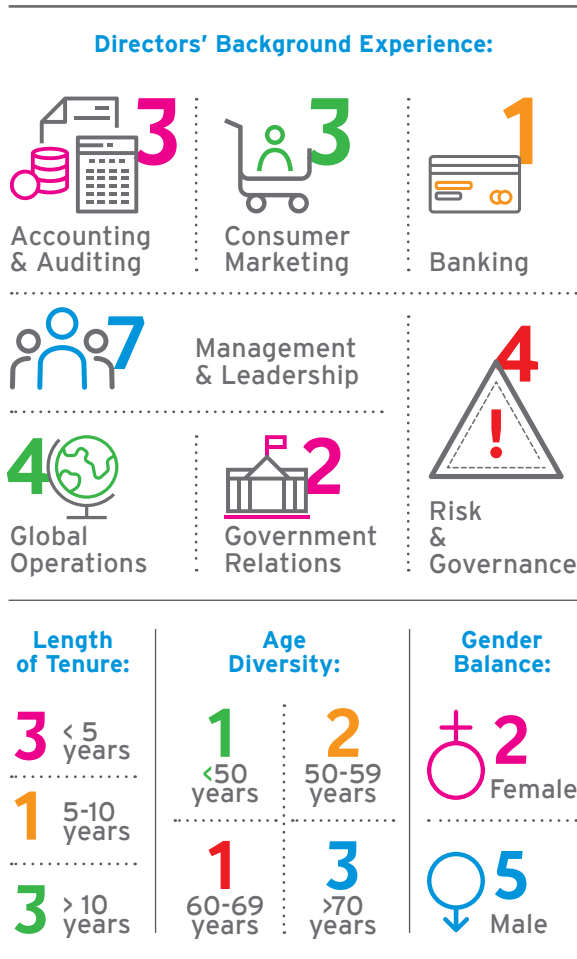 Directors’ Background Experience:
3
Accounting
& Auditing
3
Consumer
Marketing
1
Banking
7
Management
& Leadership
4
Global
Operations
2
Government
Relations
4
!
Risk
&
Governance
Length
of Tenure:
3
< 5
years
1
5-10
years
3
> 10
years
Age
Diversity:
1
<50
years
2
50-59
years
1
60-69
years
3
>70
years
Gender
Balance:
2
Female
5
Male